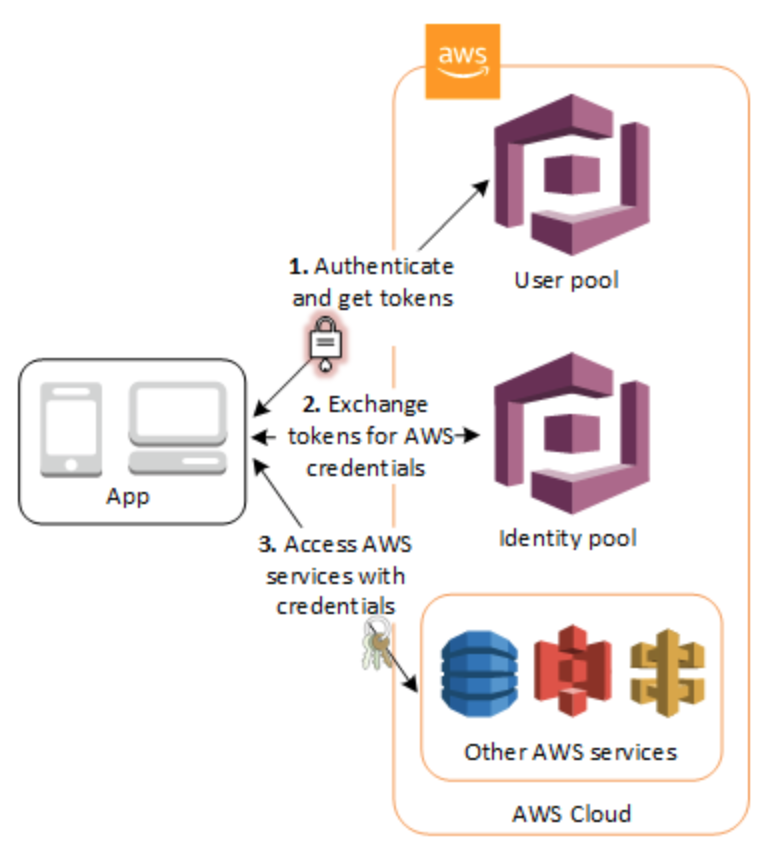 aws
1. Authenticate
and get tokens
User pool
2. Exchange
tokens for AWS
credentials
App
Identity pool
3. Access AWS
services with
credentials
Other AWS services
AWS Cloud